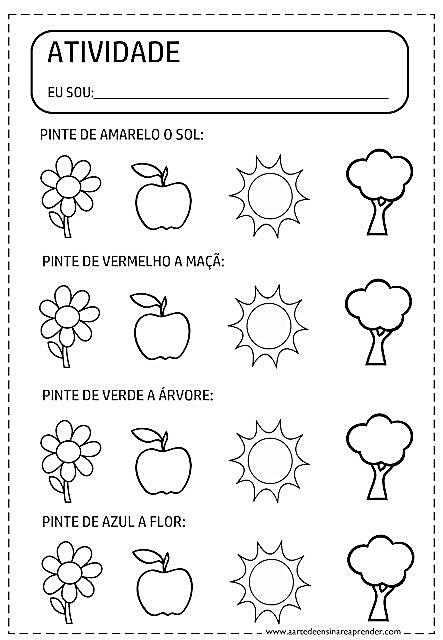 ATIVIDADE
EU SOU:
PINTE DE AMARELO O SOL:
PINTE DE VERMELHO A MAÇÃ:
PINTE DE VERDE A ÁRVORE:
PINTE DE AZUL A FLOR:
www.aartedeensinareaprender.com